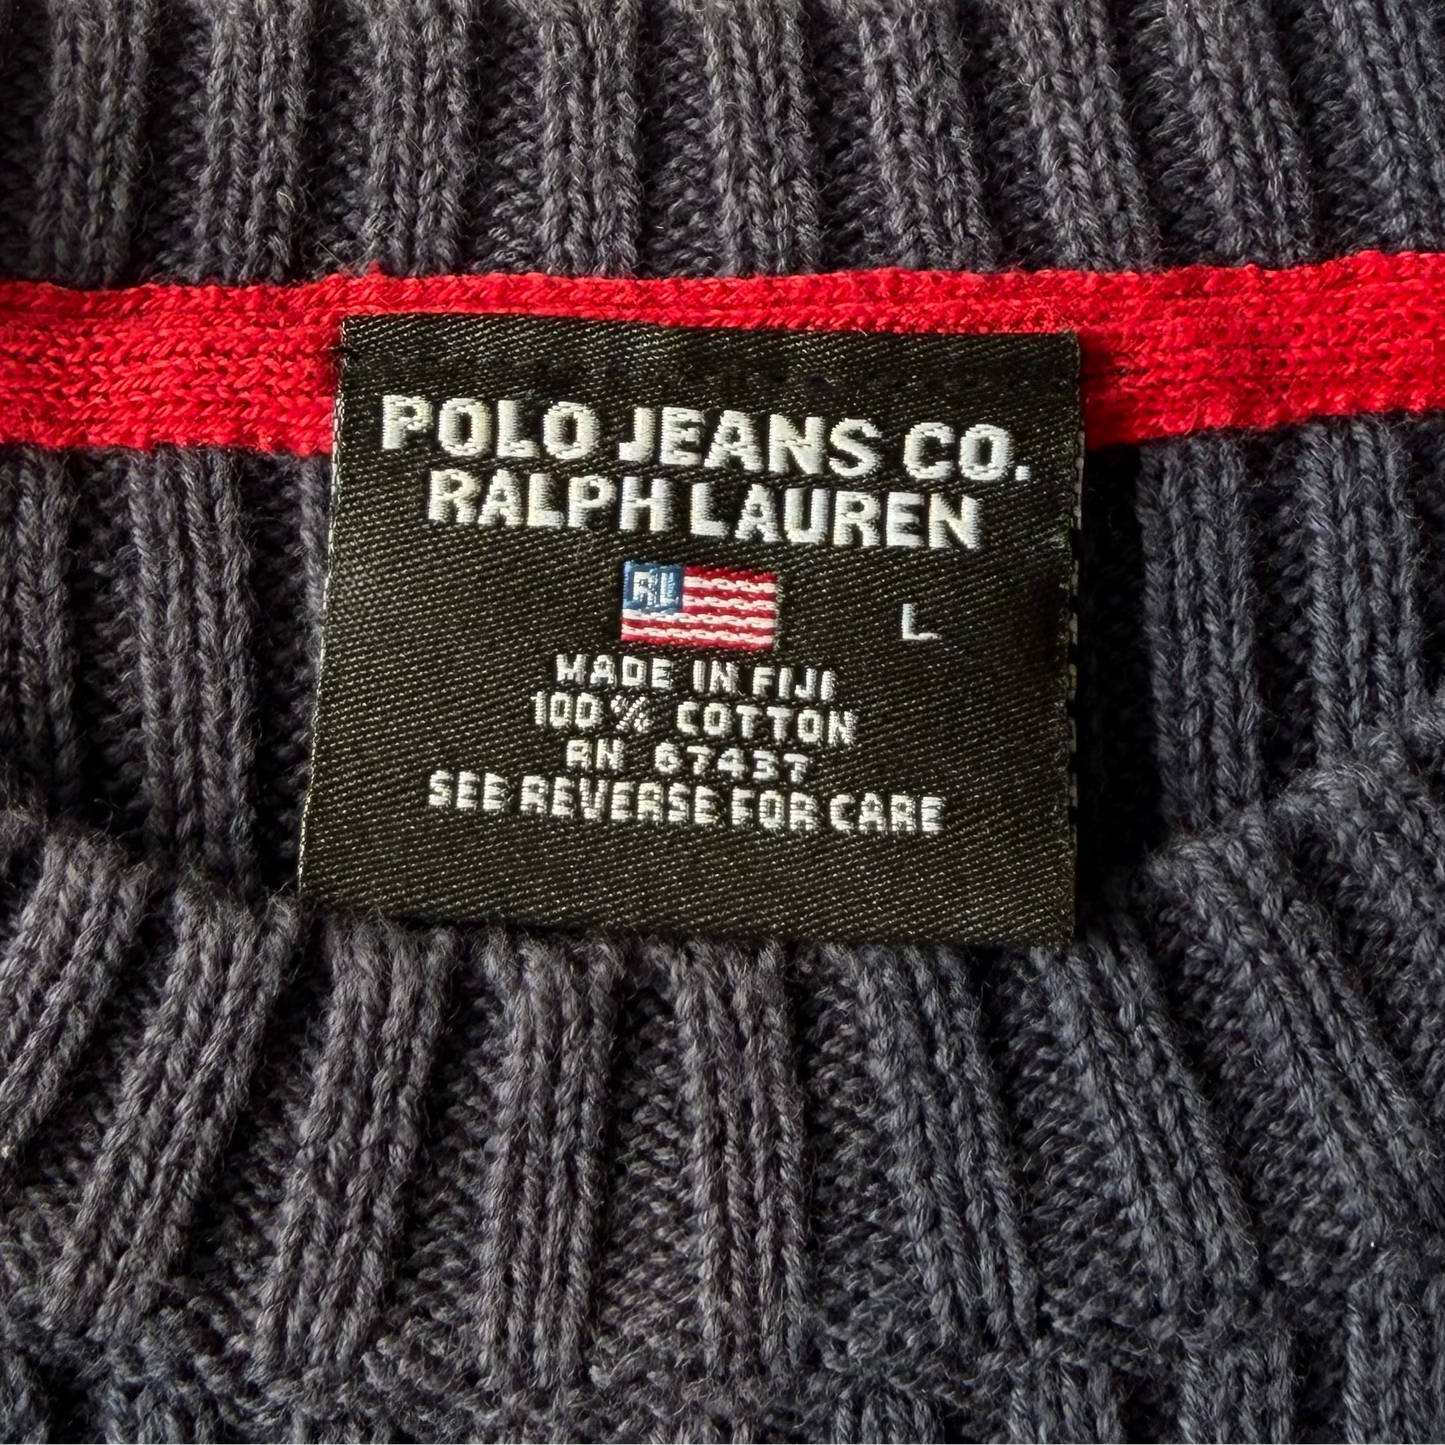 POLO JEANS CO.
RALPH LAUREN
RL
L
MADE IN FIJI
100% COTTON
RN 67437
SEE REVERSE FOR CARE